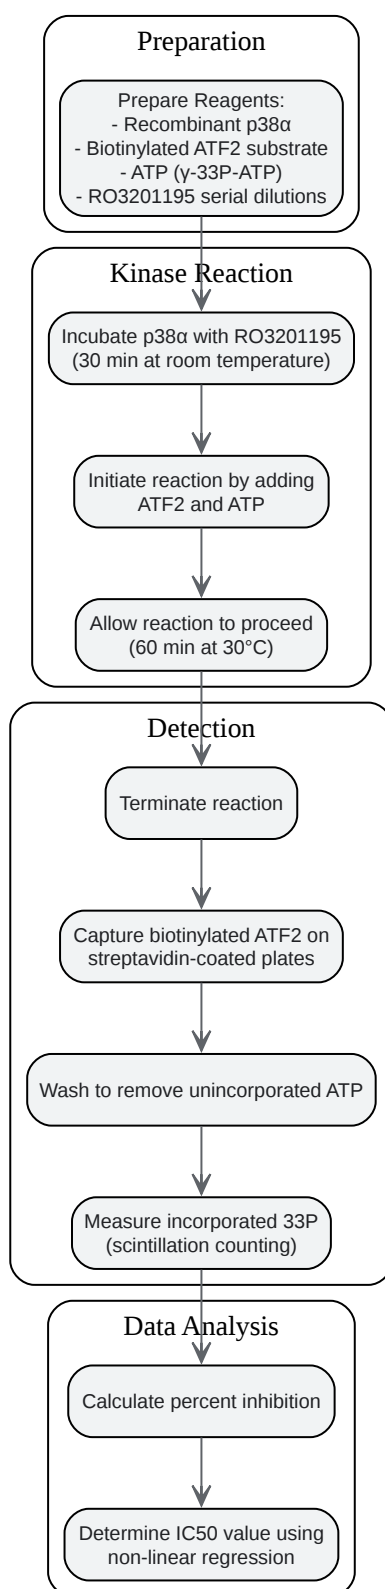 Preparation
Prepare Reagents:
- Recombinant p38α
- Biotinylated ATF2 substrate
- ATP (γ-33P-ATP)
- RO3201195 serial dilutions
Kinase Reaction
Incubate p38α with RO3201195
(30 min at room temperature)
Initiate reaction by adding
ATF2 and ATP
Allow reaction to proceed
(60 min at 30°C)
Detection
Terminate reaction
Capture biotinylated ATF2 on
streptavidin-coated plates
Wash to remove unincorporated ATP
Measure incorporated 33P
(scintillation counting)
Data Analysis
Calculate percent inhibition
Determine IC50 value using
non-linear regression